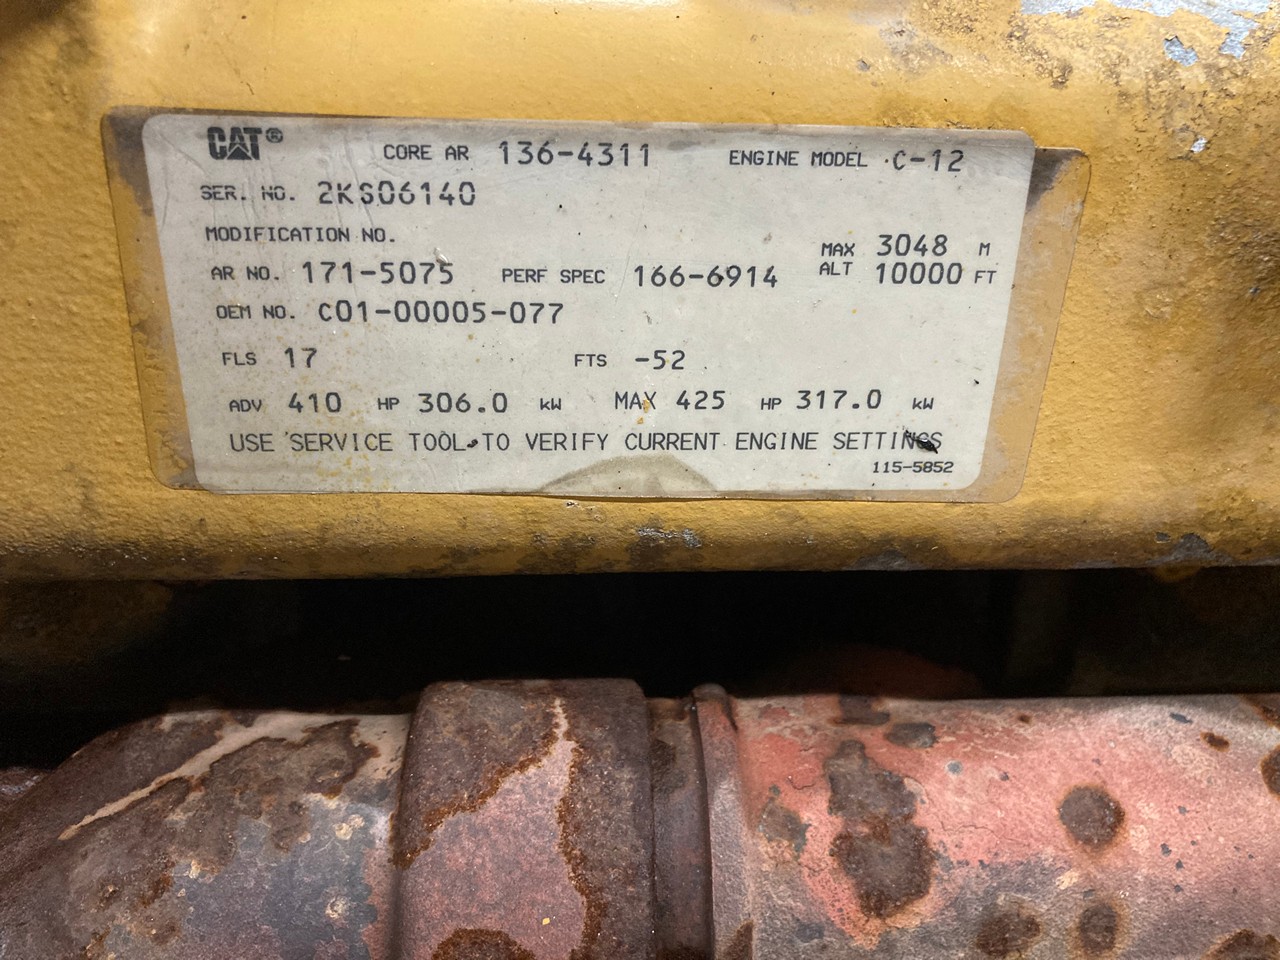 CAT® CORE AR 136-4311 ENGINE MODEL C-12
SER. NO. 2KS06140
MODIFICATION NO.
MAX 3048 M
AR NO. 171-5075 PERF SPEC 166-6914 ALT 10000 FT
OEM NO. C01-00005-077
FLS 17 FTS -52
ADV 410 HP 306.0 kW MAX 425 HP 317.0 kW
USE SERVICE TOOL TO VERIFY CURRENT ENGINE SETTINGS
115-5852